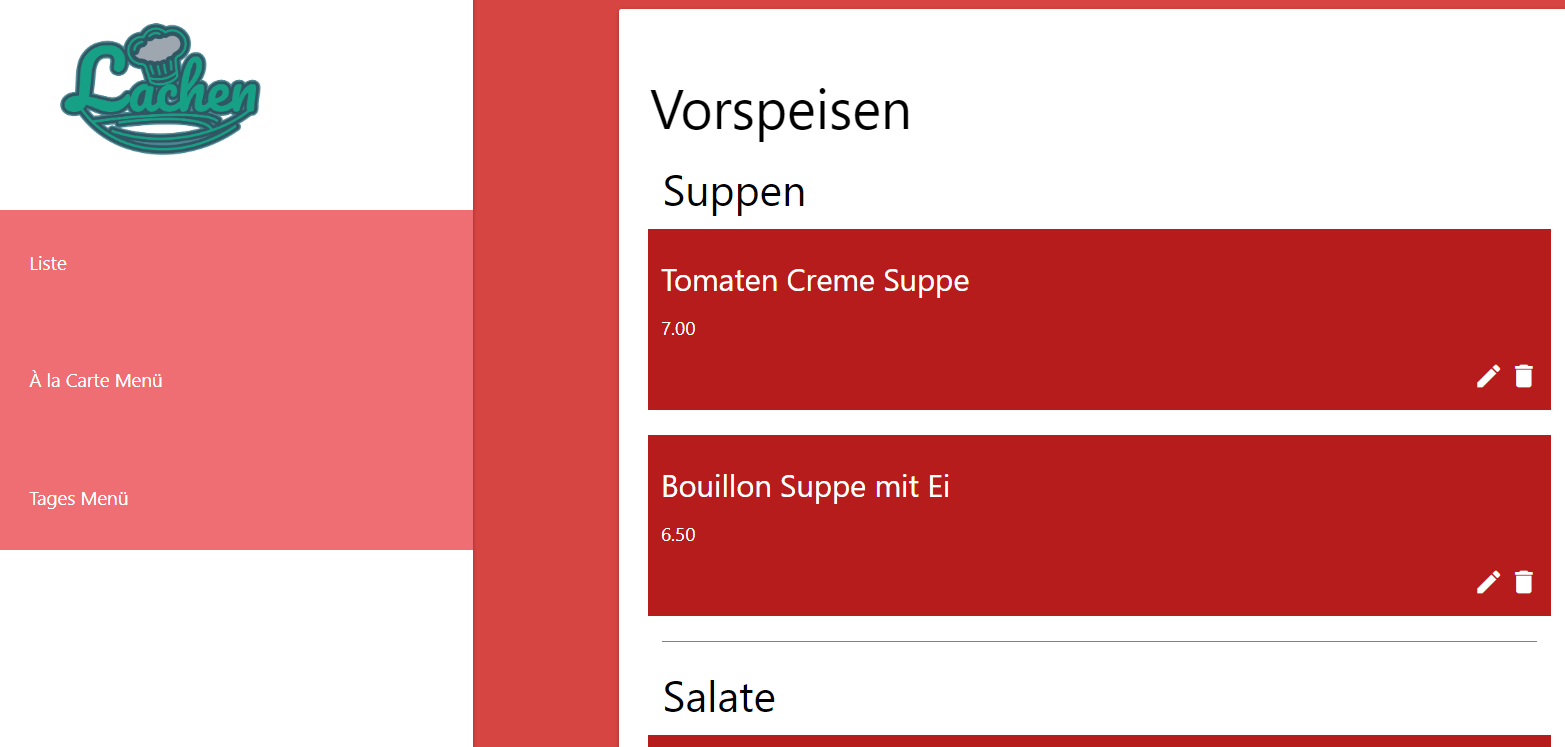 Lachen
Liste
À la Carte Menü
Tages Menü
Vorspeisen
Suppen
Tomaten Creme Suppe
7.00
Bouillon Suppe mit Ei
6.50
Salate